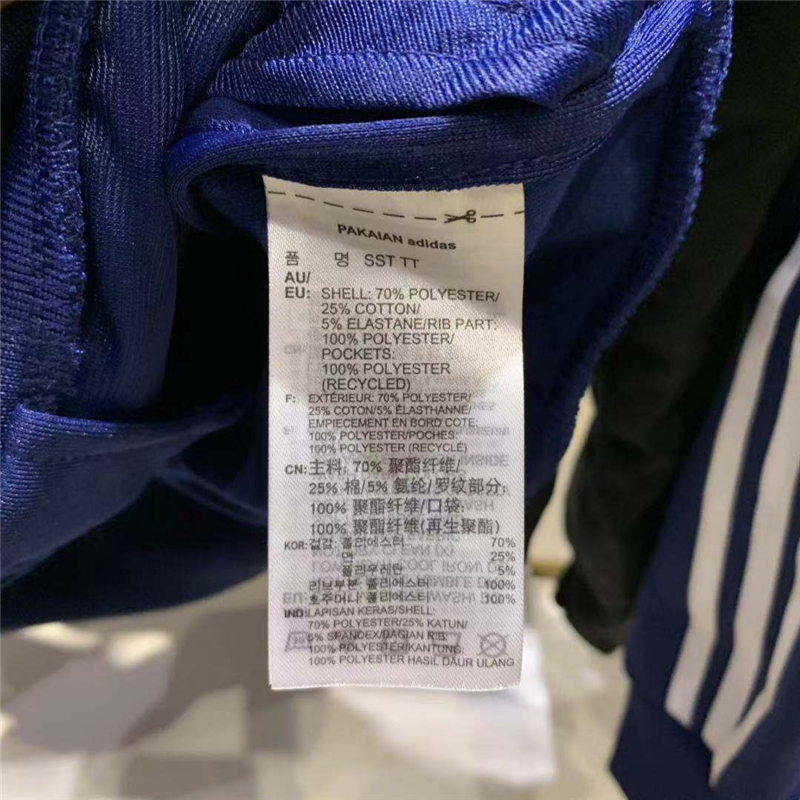 PAKAIAN adidas
품 명 SST TT
AU/
EU: SHELL: 70% POLYESTER/
25% COTTON/
5% ELASTANE/RIB PART:
100% POLYESTER/
POCKETS:
100% POLYESTER
(RECYCLED)
F: EXTÉRIEUR: 70% POLYESTER/
25% COTON/5% ÉLASTHANNE/
EMPIECEMENT EN BORD COTE:
100% POLYESTER/POCHES:
100% POLYESTER (RECYCLÉ)
CN: 主料: 70% 聚酯纤维/
25% 棉/5% 氨纶/罗纹部分:
100% 聚酯纤维/口袋:
100% 聚酯纤维(再生聚酯)
KOR: 겉감: 폴리에스터 70%
면 25%
폴리우레탄 5%
리브부분: 폴리에스터 100%
호주머니: 폴리에스터 100%
IND: LAPISAN KERAS/SHELL:
70% POLYESTER/25% KATUN/
5% SPANDEX/BAGIAN RIB:
100% POLYESTER/KANTUNG:
100% POLYESTER HASIL DAUR ULANG